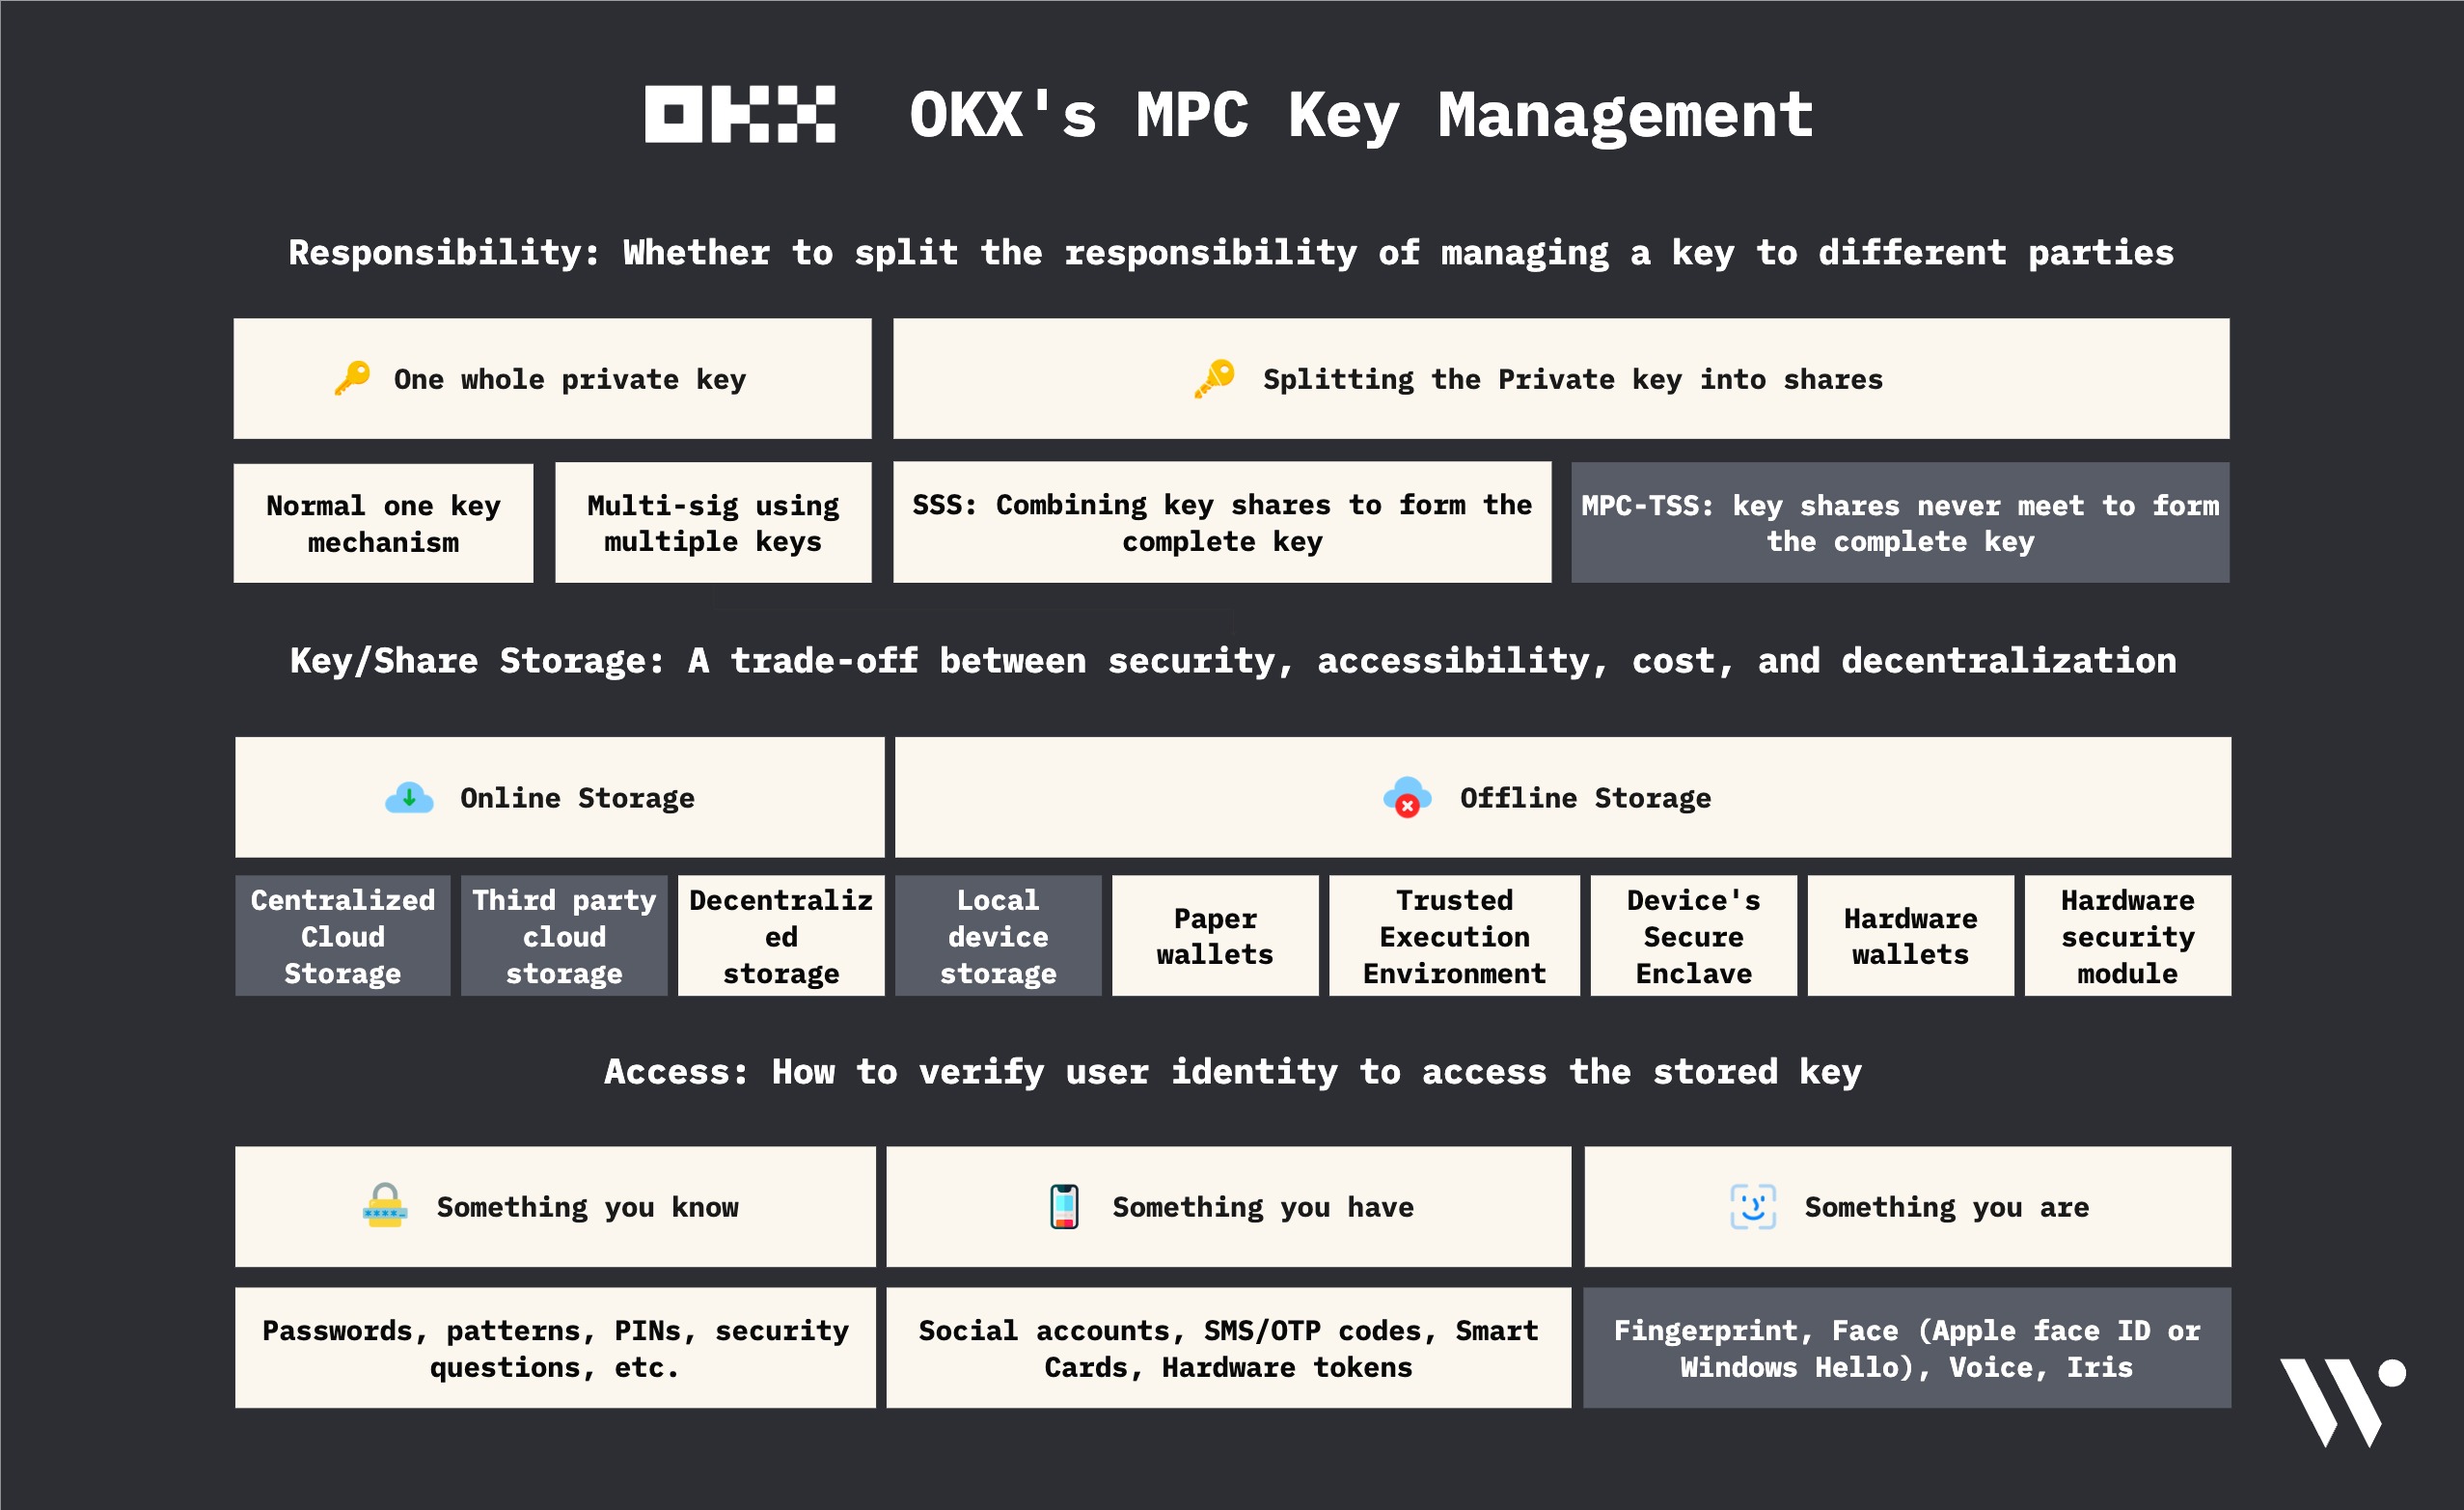 OKX OKX's MPC Key Management
Responsibility: Whether to split the responsibility of managing a key to different parties
One whole private key
Splitting the Private key into shares
Normal one key
mechanism
Multi-sig using
multiple keys
SSS: Combining key shares to form the
complete key
MPC-TSS: key shares never meet to form
the complete key
Key/Share Storage: A trade-off between security, accessibility, cost, and decentralization
Online Storage
Offline Storage
Centralized
Cloud
Storage
Third party
cloud
storage
Decentraliz
ed
storage
Local
device
storage
Paper
wallets
Trusted
Execution
Environment
Device's
Secure
Enclave
Hardware
wallets
Hardware
security
module
Access: How to verify user identity to access the stored key
****_
Something you know
Something you have
Something you are
Passwords, patterns, PINs, security
questions, etc.
Social accounts, SMS/OTP codes, Smart
Cards, Hardware tokens
Fingerprint, Face (Apple face ID or
Windows Hello), Voice, Iris